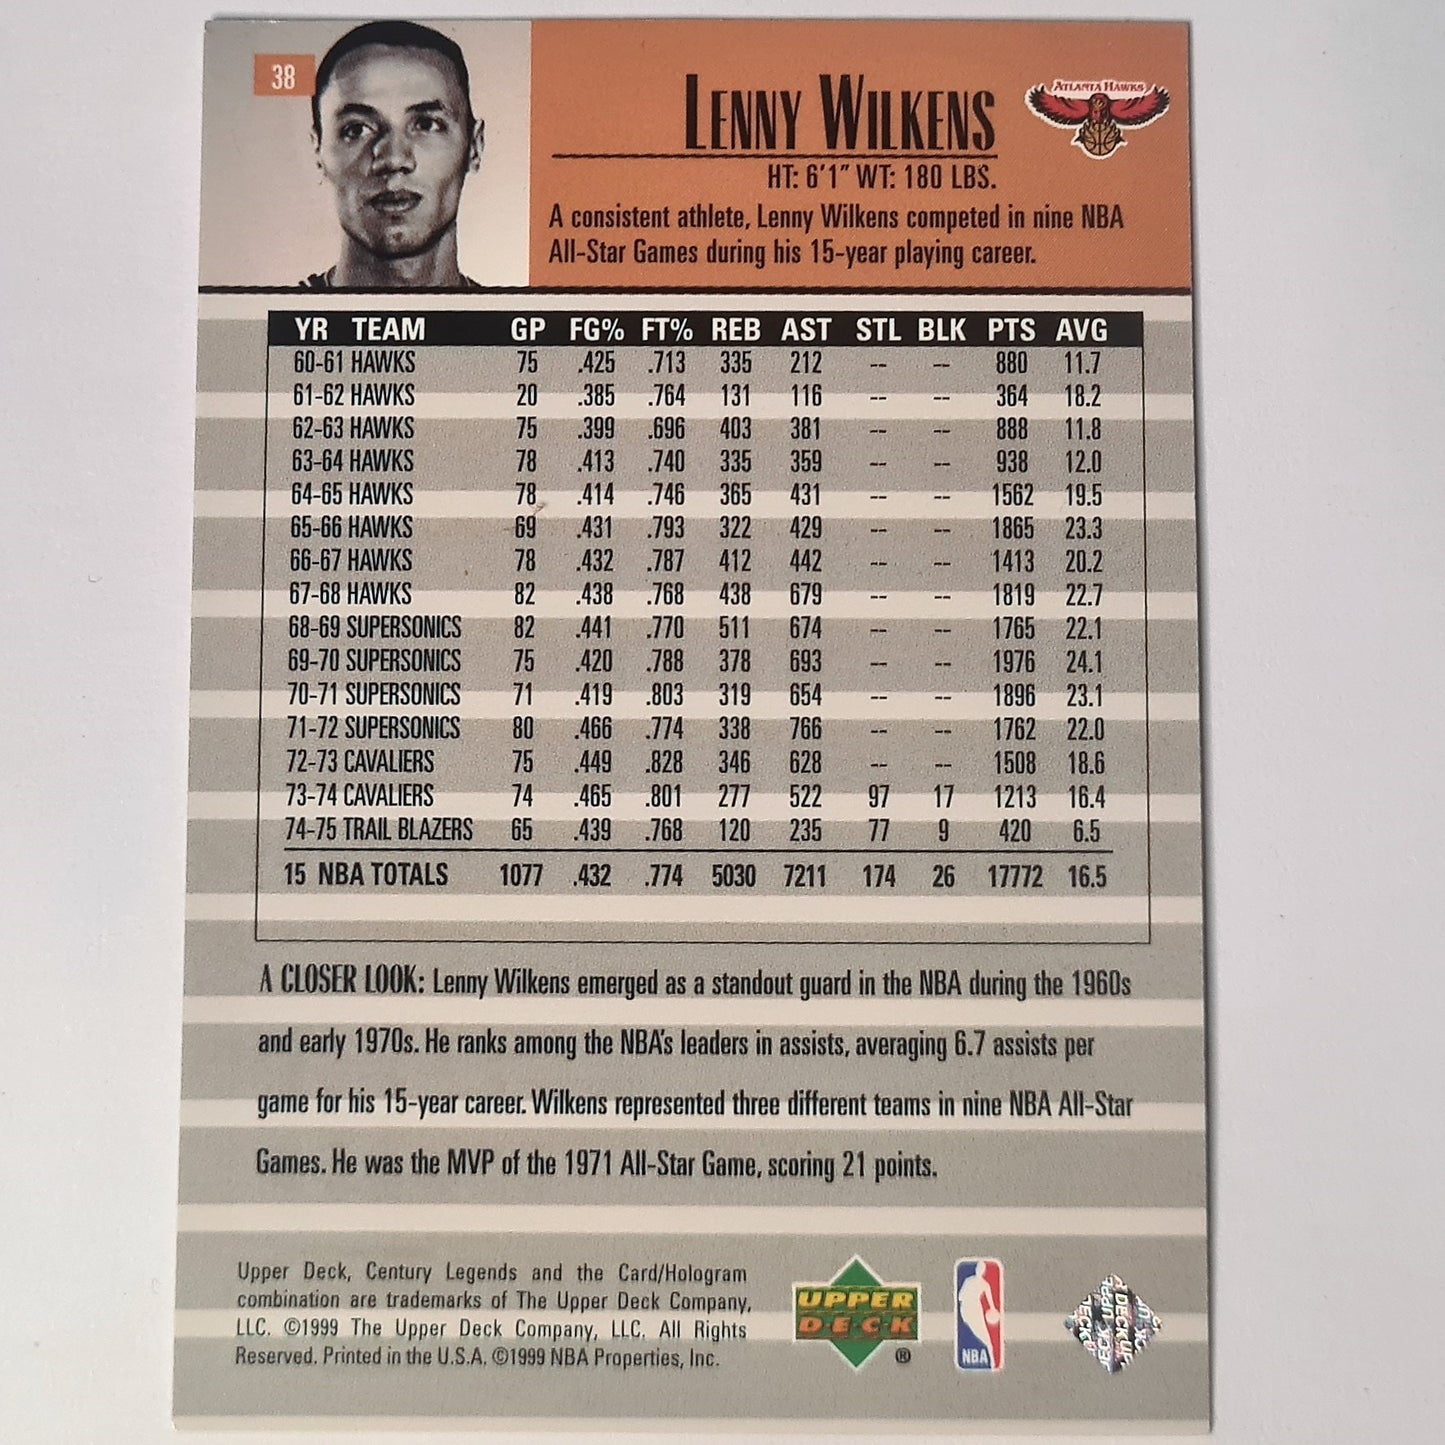 38
LENNY WILKENS
ATLANTA HAWKS
HT: 6'1" WT: 180 LBS.
A consistent athlete, Lenny Wilkens competed in nine NBA
All-Star Games during his 15-year playing career.
YR TEAM GP FG% FT% REB AST STL BLK PTS AVG
60-61 HAWKS 75 .425 .713 335 212 -- -- 880 11.7
61-62 HAWKS 20 .385 .764 131 116 -- -- 364 18.2
62-63 HAWKS 75 .399 .696 403 381 -- -- 888 11.8
63-64 HAWKS 78 .413 .740 335 359 -- -- 938 12.0
64-65 HAWKS 78 .414 .746 365 431 -- -- 1562 19.5
65-66 HAWKS 69 .431 .793 322 429 -- -- 1865 23.3
66-67 HAWKS 78 .432 .787 412 442 -- -- 1413 20.2
67-68 HAWKS 82 .438 .768 438 679 -- -- 1819 22.7
68-69 SUPERSONICS 82 .441 .770 511 674 -- -- 1765 22.1
69-70 SUPERSONICS 75 .420 .788 378 693 -- -- 1976 24.1
70-71 SUPERSONICS 71 .419 .803 319 654 -- -- 1896 23.1
71-72 SUPERSONICS 80 .466 .774 338 766 -- -- 1762 22.0
72-73 CAVALIERS 75 .449 .828 346 628 -- -- 1508 18.6
73-74 CAVALIERS 74 .465 .801 277 522 97 17 1213 16.4
74-75 TRAIL BLAZERS 65 .439 .768 120 235 77 9 420 6.5
15 NBA TOTALS 1077 .432 .774 5030 7211 174 26 17772 16.5
A CLOSER LOOK: Lenny Wilkens emerged as a standout guard in the NBA during the 1960s
and early 1970s. He ranks among the NBA's leaders in assists, averaging 6.7 assists per
game for his 15-year career. Wilkens represented three different teams in nine NBA All-Star
Games. He was the MVP of the 1971 All-Star Game, scoring 21 points.
Upper Deck, Century Legends and the Card/Hologram
combination are trademarks of The Upper Deck Company,
LLC. ©1999 The Upper Deck Company, LLC. All Rights
Reserved. Printed in the U.S.A. ©1999 NBA Properties, Inc.
UPPER
DECK
®
NBA